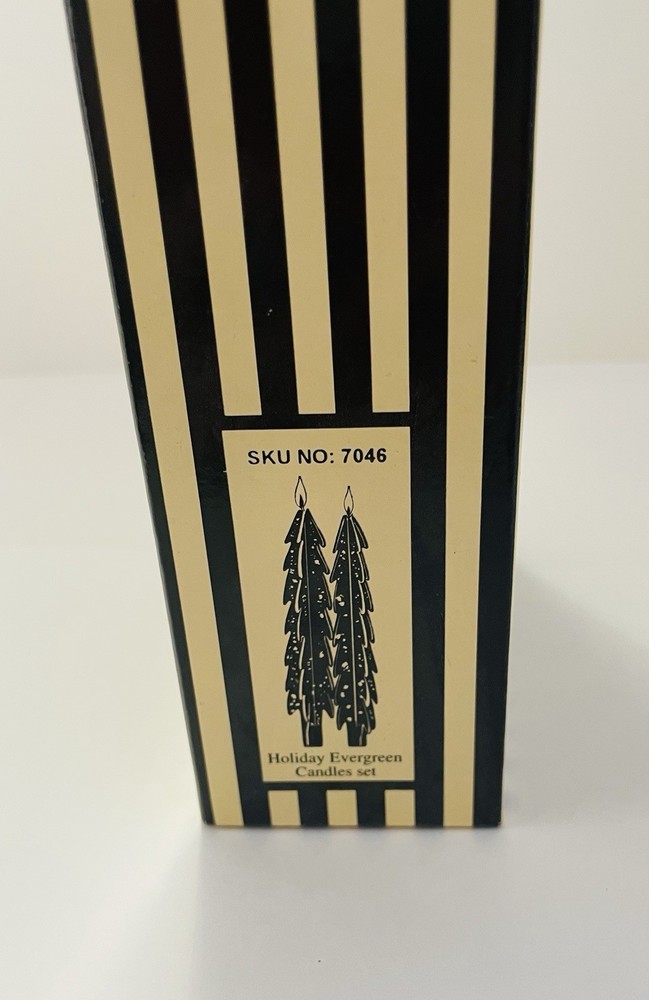 SKU NO: 7046
Holiday Evergreen
Candles set